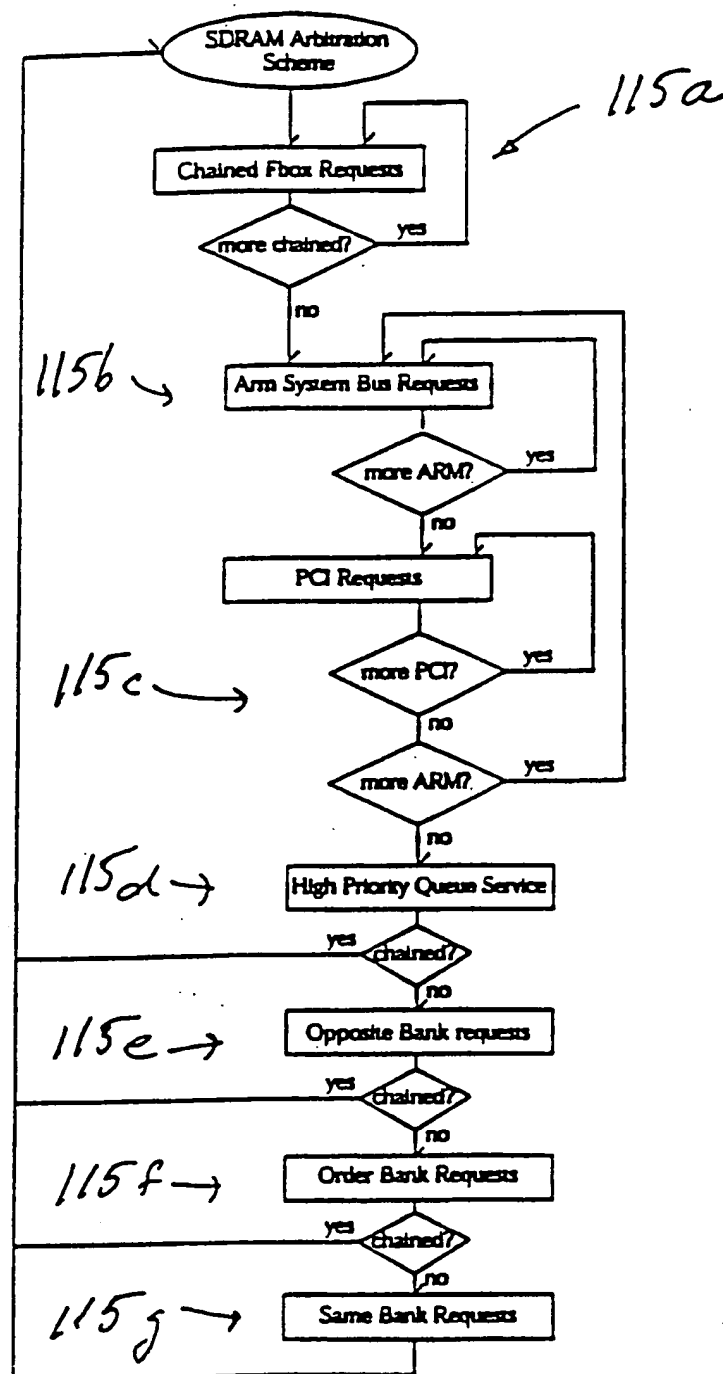 SDRAM Arbitration
Scheme
115a
Chained Fbox Requests
more chained?
yes
no
115b
Arm System Bus Requests
more ARM?
yes
no
PCI Requests
115c
more PCI?
yes
no
more ARM?
yes
no
115d
High Priority Queue Service
yes
chained?
no
115e
Opposite Bank requests
yes
chained?
no
115f
Order Bank Requests
yes
chained?
no
115g
Same Bank Requests